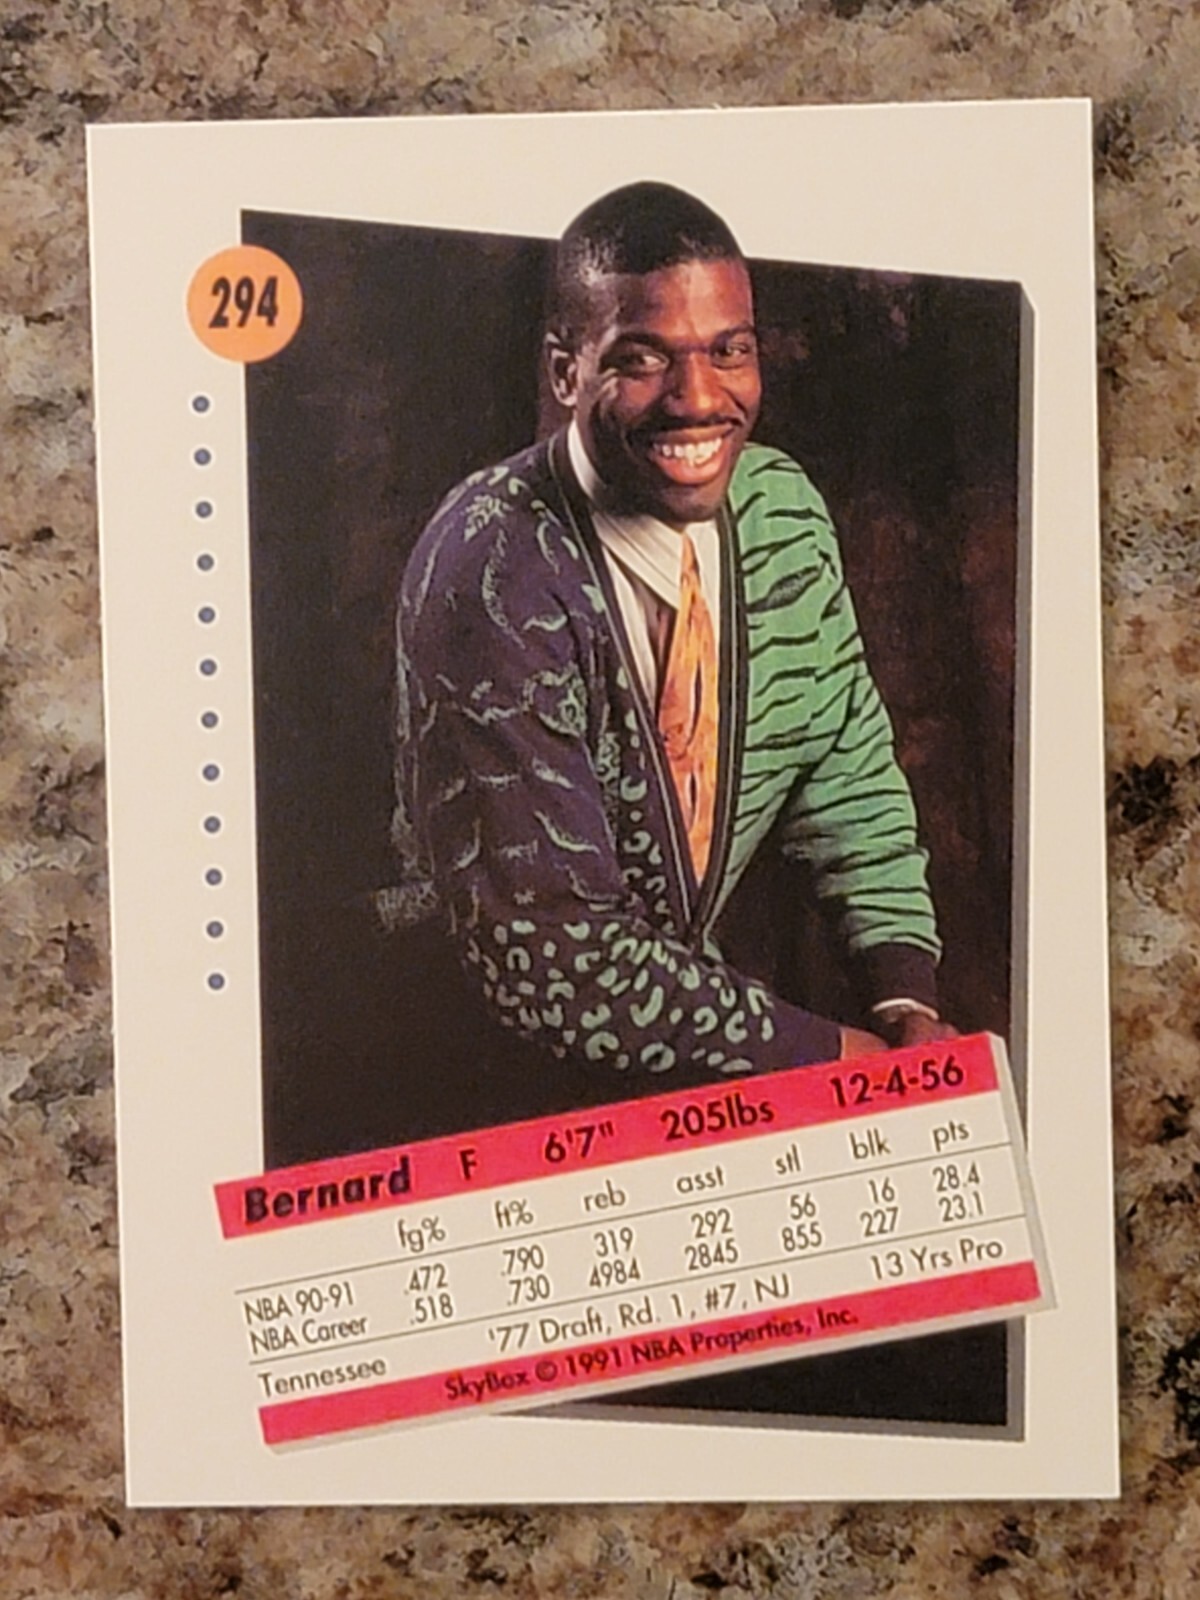 294
Bernard F 6'7" 205lbs 12-4-56
fg% ft% reb asst stl blk pts
NBA 90-91 .472 .790 319 292 56 16 28.4
NBA Career .518 .730 4984 2845 855 227 23.1
Tennessee '77 Draft, Rd. 1, #7, NJ 13 Yrs Pro
SkyBox © 1991 NBA Properties, Inc.